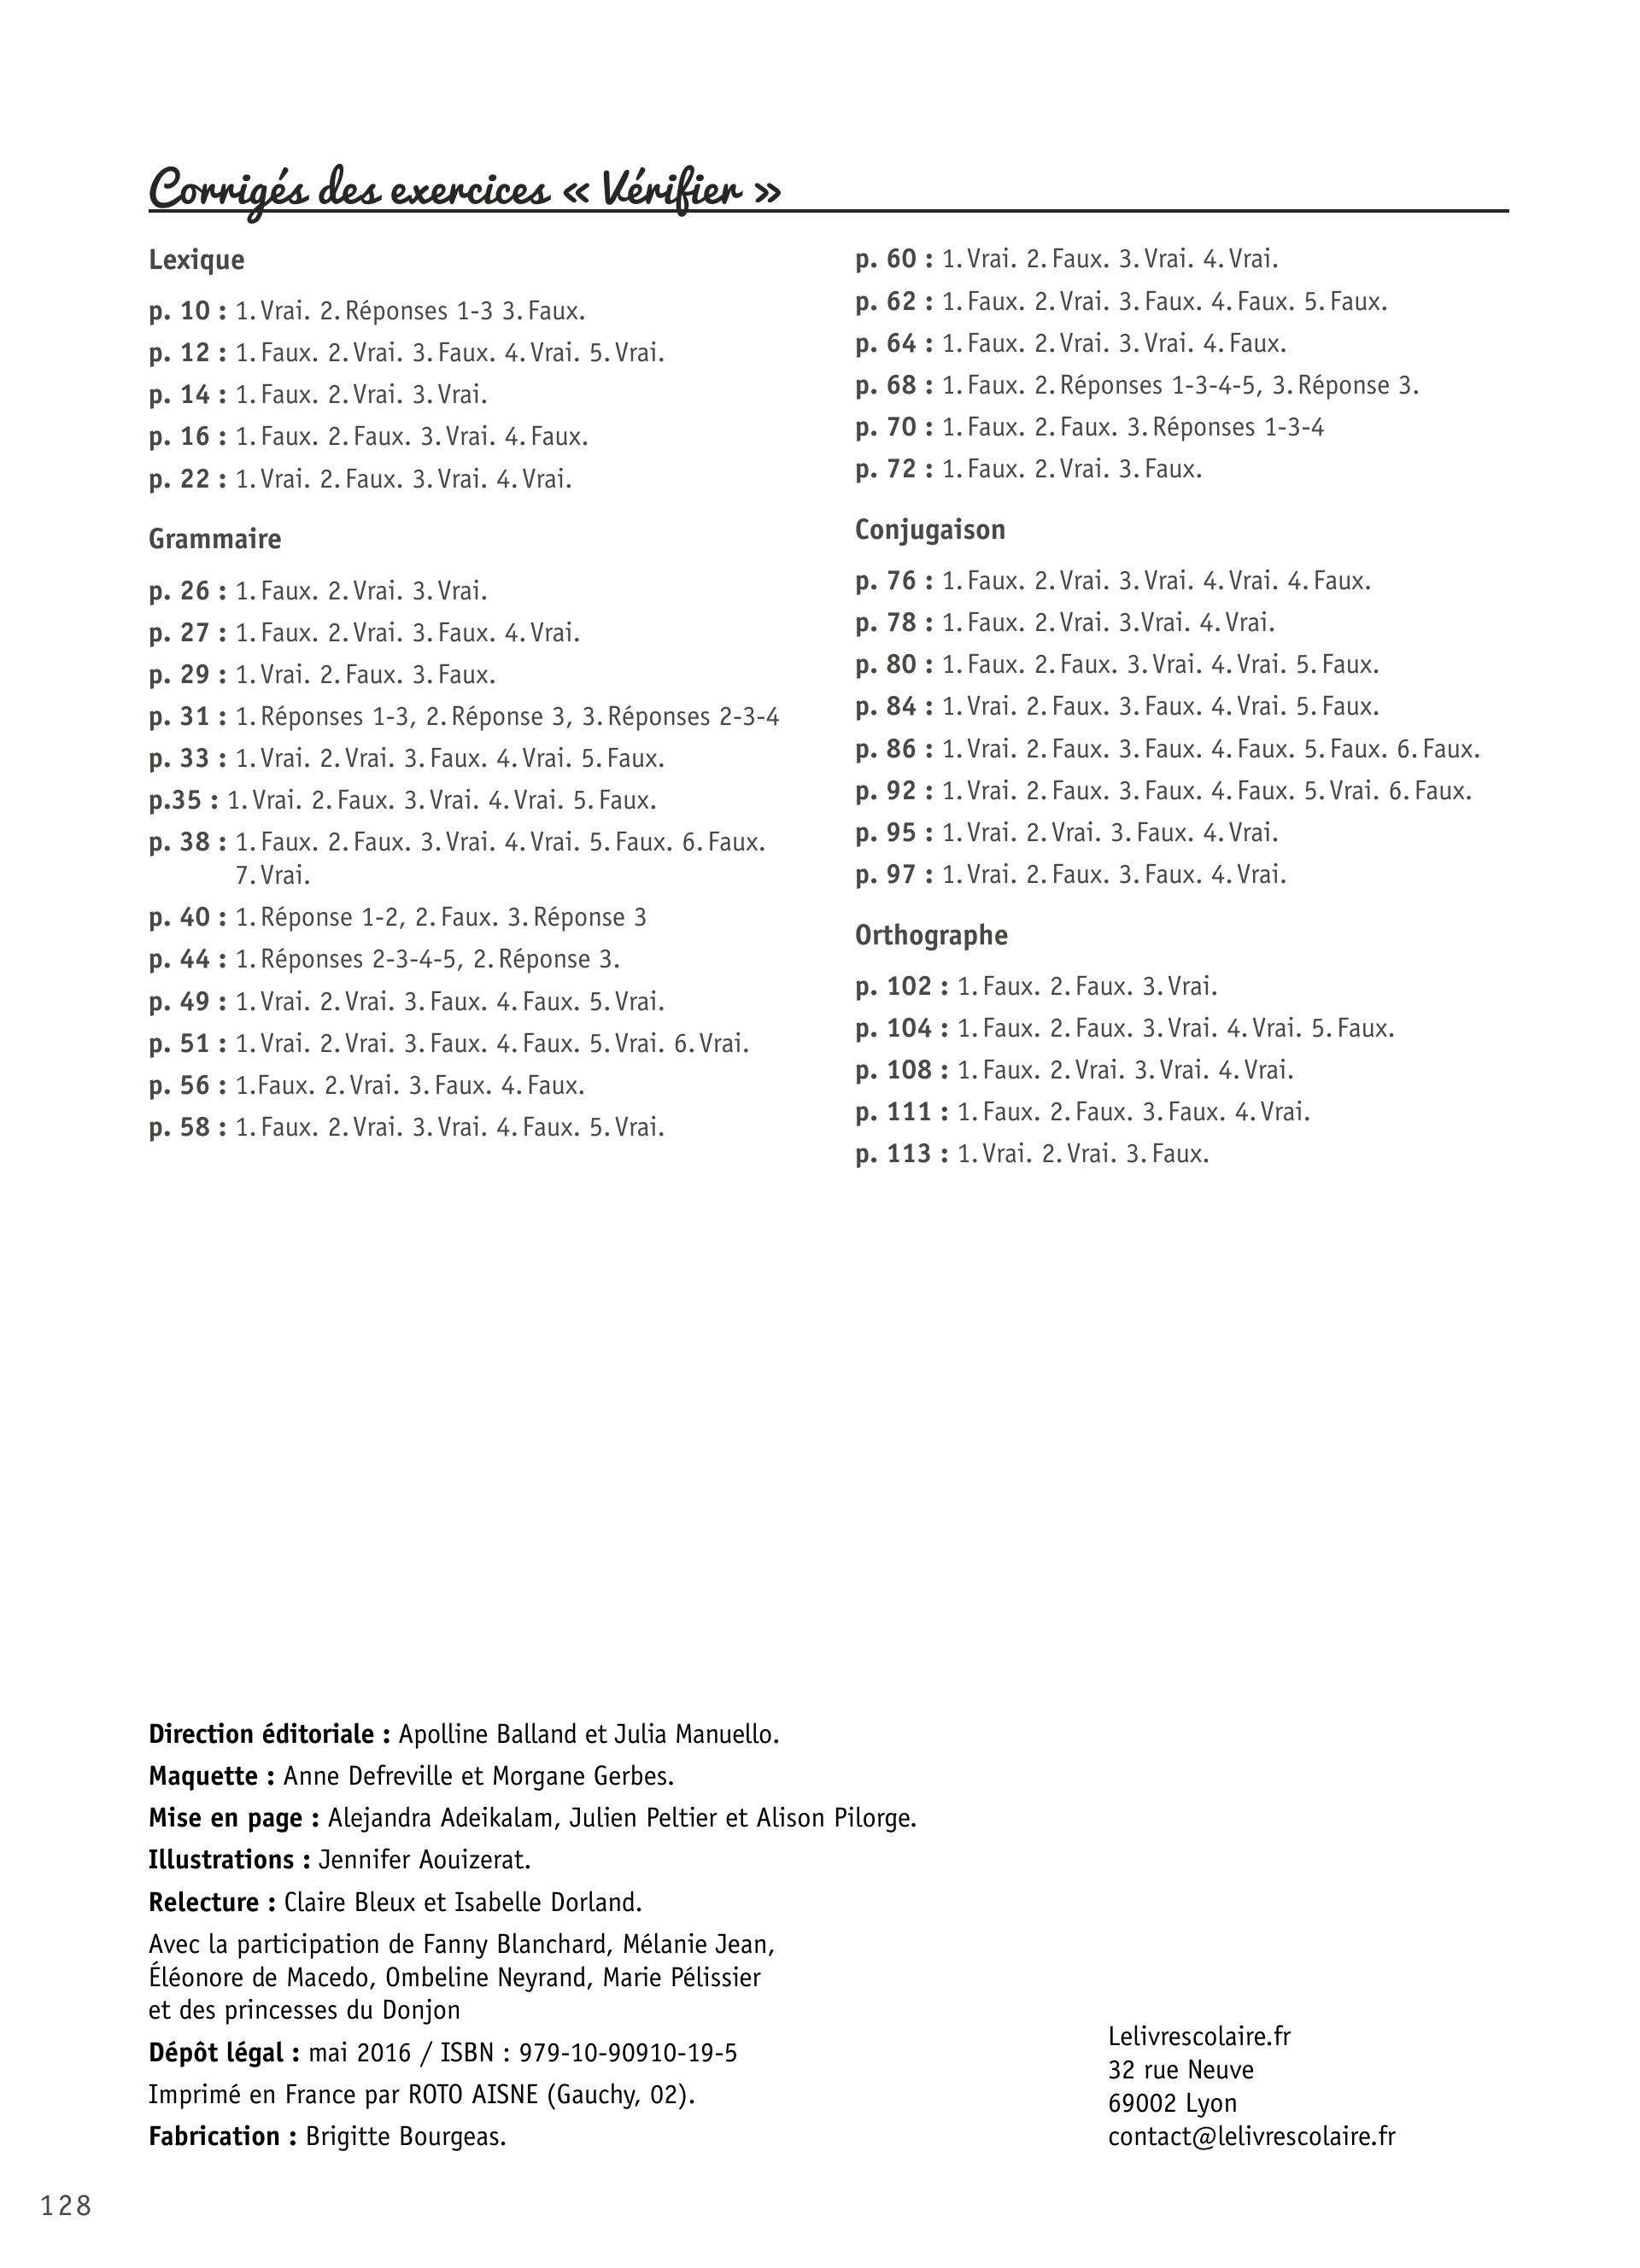 Corrigés des exercices « Vérifier »
Lexique
p. 10 : 1. Vrai. 2. Réponses 1-3 3. Faux.
p. 12 : 1. Faux. 2. Vrai. 3. Faux. 4. Vrai. 5. Vrai.
p. 14 : 1. Faux. 2. Vrai. 3. Vrai.
p. 16 : 1. Faux. 2. Faux. 3. Vrai. 4. Faux.
p. 22 : 1. Vrai. 2. Faux. 3. Vrai. 4. Vrai.
Grammaire
p. 26 : 1. Faux. 2. Vrai. 3. Vrai.
p. 27 : 1. Faux. 2. Vrai. 3. Faux. 4. Vrai.
p. 29 : 1. Vrai. 2. Faux. 3. Faux.
p. 31 : 1. Réponses 1-3, 2. Réponse 3, 3. Réponses 2-3-4
p. 33 : 1. Vrai. 2. Vrai. 3. Faux. 4. Vrai. 5. Faux.
p.35 : 1. Vrai. 2. Faux. 3. Vrai. 4. Vrai. 5. Faux.
p. 38 : 1. Faux. 2. Faux. 3. Vrai. 4. Vrai. 5. Faux. 6. Faux.
7. Vrai.
p. 40 : 1. Réponse 1-2, 2. Faux. 3. Réponse 3
p. 44 : 1. Réponses 2-3-4-5, 2. Réponse 3.
p. 49 : 1. Vrai. 2. Vrai. 3. Faux. 4. Faux. 5. Vrai.
p. 51 : 1. Vrai. 2. Vrai. 3. Faux. 4. Faux. 5. Vrai. 6. Vrai.
p. 56 : 1.Faux. 2. Vrai. 3. Faux. 4. Faux.
p. 58 : 1. Faux. 2. Vrai. 3. Vrai. 4. Faux. 5. Vrai.
p. 60 : 1. Vrai. 2. Faux. 3. Vrai. 4. Vrai.
p. 62 : 1. Faux. 2. Vrai. 3. Faux. 4. Faux. 5. Faux.
p. 64 : 1. Faux. 2. Vrai. 3. Vrai. 4. Faux.
p. 68 : 1. Faux. 2. Réponses 1-3-4-5, 3. Réponse 3.
p. 70 : 1. Faux. 2. Faux. 3. Réponses 1-3-4
p. 72 : 1. Faux. 2. Vrai. 3. Faux.
Conjugaison
p. 76 : 1. Faux. 2. Vrai. 3. Vrai. 4. Vrai. 4. Faux.
p. 78 : 1. Faux. 2. Vrai. 3.Vrai. 4. Vrai.
p. 80 : 1. Faux. 2. Faux. 3. Vrai. 4. Vrai. 5. Faux.
p. 84 : 1. Vrai. 2. Faux. 3. Faux. 4. Vrai. 5. Faux.
p. 86 : 1. Vrai. 2. Faux. 3. Faux. 4. Faux. 5. Faux. 6. Faux.
p. 92 : 1. Vrai. 2. Faux. 3. Faux. 4. Faux. 5. Vrai. 6. Faux.
p. 95 : 1. Vrai. 2. Vrai. 3. Faux. 4. Vrai.
p. 97 : 1. Vrai. 2. Faux. 3. Faux. 4. Vrai.
Orthographe
p. 102 : 1. Faux. 2. Faux. 3. Vrai.
p. 104 : 1. Faux. 2. Faux. 3. Vrai. 4. Vrai. 5. Faux.
p. 108 : 1. Faux. 2. Vrai. 3. Vrai. 4. Vrai.
p. 111 : 1. Faux. 2. Faux. 3. Faux. 4. Vrai.
p. 113 : 1. Vrai. 2. Vrai. 3. Faux.
Direction éditoriale : Apolline Balland et Julia Manuello.
Maquette : Anne Defreville et Morgane Gerbes.
Mise en page : Alejandra Adeikalam, Julien Peltier et Alison Pilorge.
Illustrations : Jennifer Aouizerat.
Relecture : Claire Bleux et Isabelle Dorland.
Avec la participation de Fanny Blanchard, Mélanie Jean,
Éléonore de Macedo, Ombeline Neyrand, Marie Pélissier
et des princesses du Donjon
Dépôt légal : mai 2016 / ISBN : 979-10-90910-19-5
Imprimé en France par ROTO AISNE (Gauchy, 02).
Fabrication : Brigitte Bourgeas.
Lelivrescolaire.fr
32 rue Neuve
69002 Lyon
contact@lelivrescolaire.fr
128